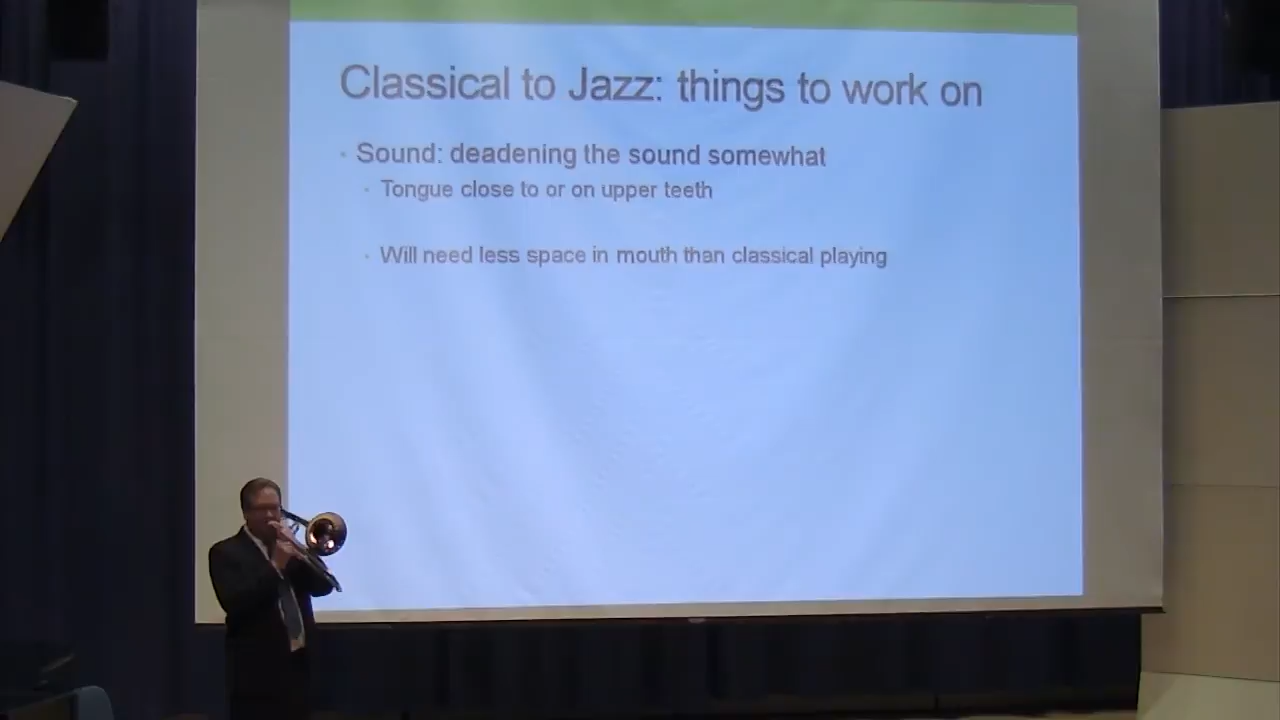 Classical to Jazz: things to work on
Sound: deadening the sound somewhat
Tongue close to or on upper teeth
Will need less space in mouth than classical playing